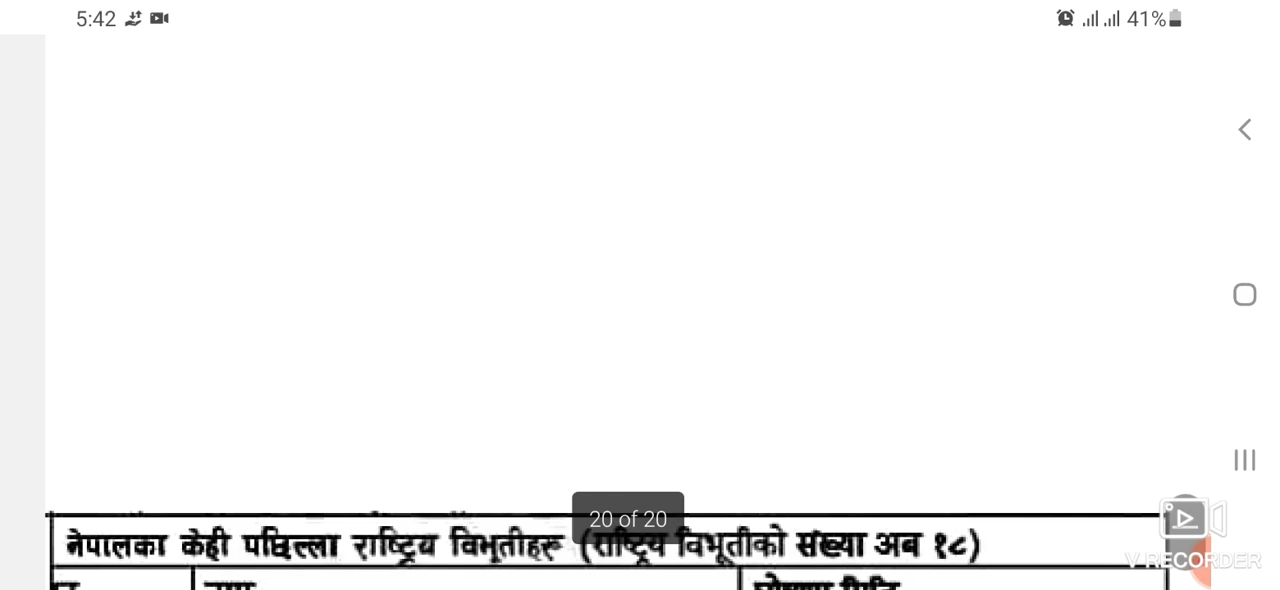 5:42 41%
20 of 20
नेपालका केही पछिल्ला राष्ट्रिय विभूतीहरू (राष्ट्रिय विभूतीको संख्या अब १८)
V RECORDER